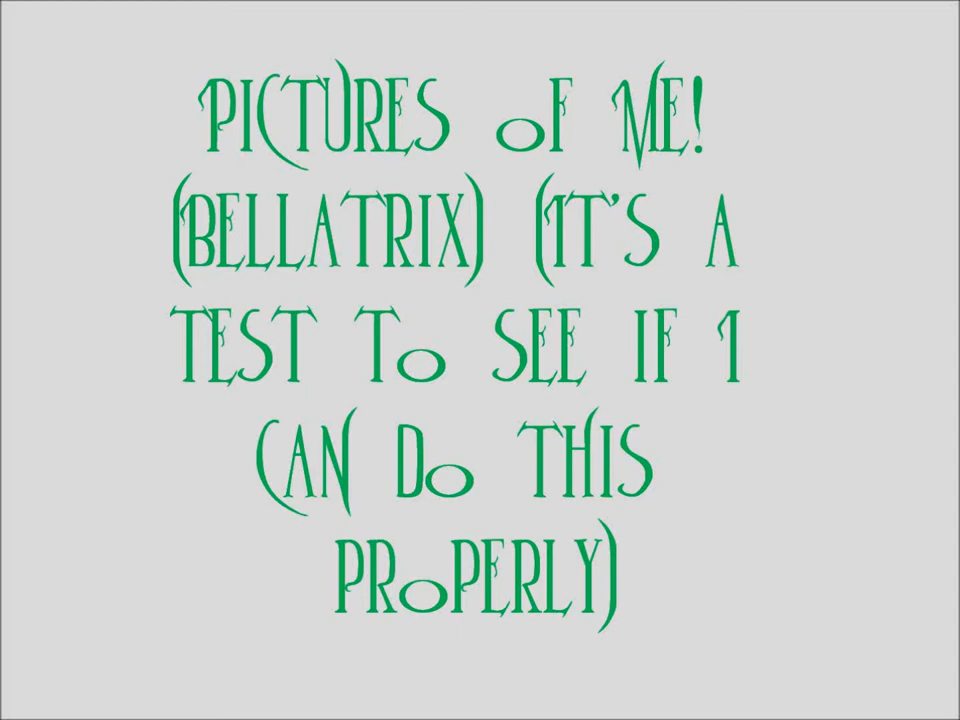 Pictures of Me!
(Bellatrix) (It's a
test to see if I
can do this
properly)